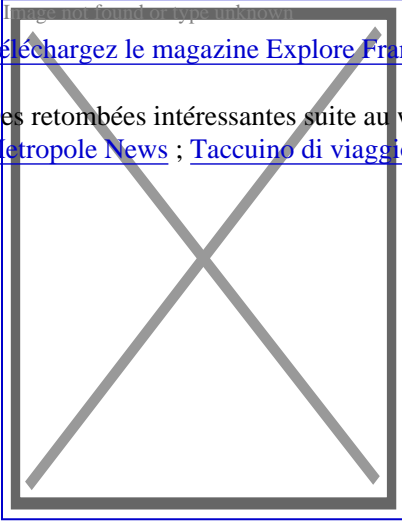 Image not found or type unknown
éléchargez le magazine Explore Fra
es retombées intéressantes suite au
etropole News ; Taccuino di viaggi